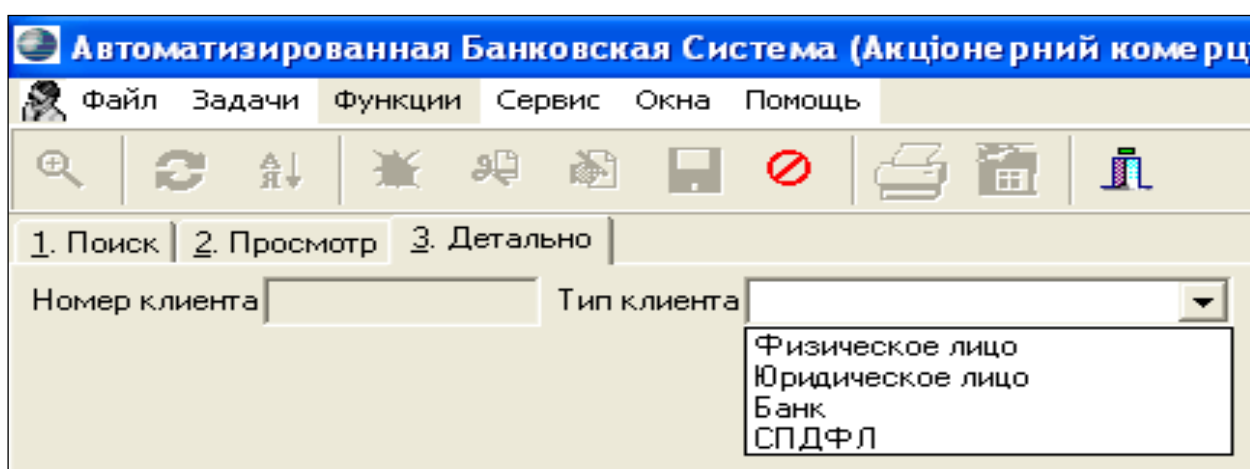 Автоматизированная Банковская Система (Акціонерний комерц
Файл Задачи Функции Сервис Окна Помощь
А
Я
1. Поиск 2. Просмотр 3. Детально
Номер клиента Тип клиента
Физическое лицо
Юридическое лицо
Банк
СПДФЛ